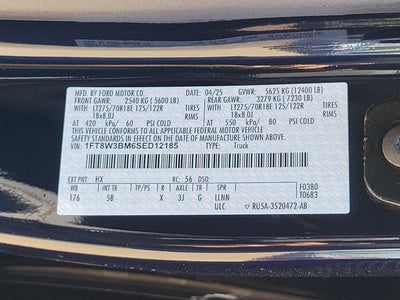 MFD. BY FORD MOTOR CO. 04/25 GVWR: 5625 KG (12400 LB)
FRONT GAWR: 2540 KG (5600 LB) REAR GAWR: 3279 KG (7230 LB)
LT275/70R18E 125/122R TIRES LT275/70R18E 125/122R TIRES
18x8.0J RIMS 18x8.0J RIMS
AT 420 kPa/ 60 PSI COLD AT 550 kPa/ 80 PSI COLD
THIS VEHICLE CONFORMS TO ALL APPLICABLE FEDERAL MOTOR VEHICLE
SAFETY STANDARDS IN EFFECT ON THE DATE OF MANUFACTURE SHOWN ABOVE.
VIN: 1FT8W3BM6SED12185 TYPE: Truck
EXT PNT: HX RC: 56 DSO: F0380
WB INT TR TP/PS R AXLE TR SPR T0683
176 5B 3J G LLNN
ULC RU5A-3520472-AB